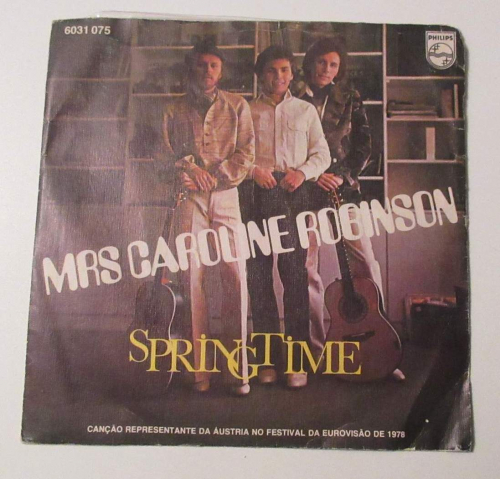 6031 075
PHILIPS
MRS CAROLINE ROBINSON
SPRINGTIME
CANÇÃO REPRESENTANTE DA ÁUSTRIA NO FESTIVAL DA EUROVISÃO DE 1978